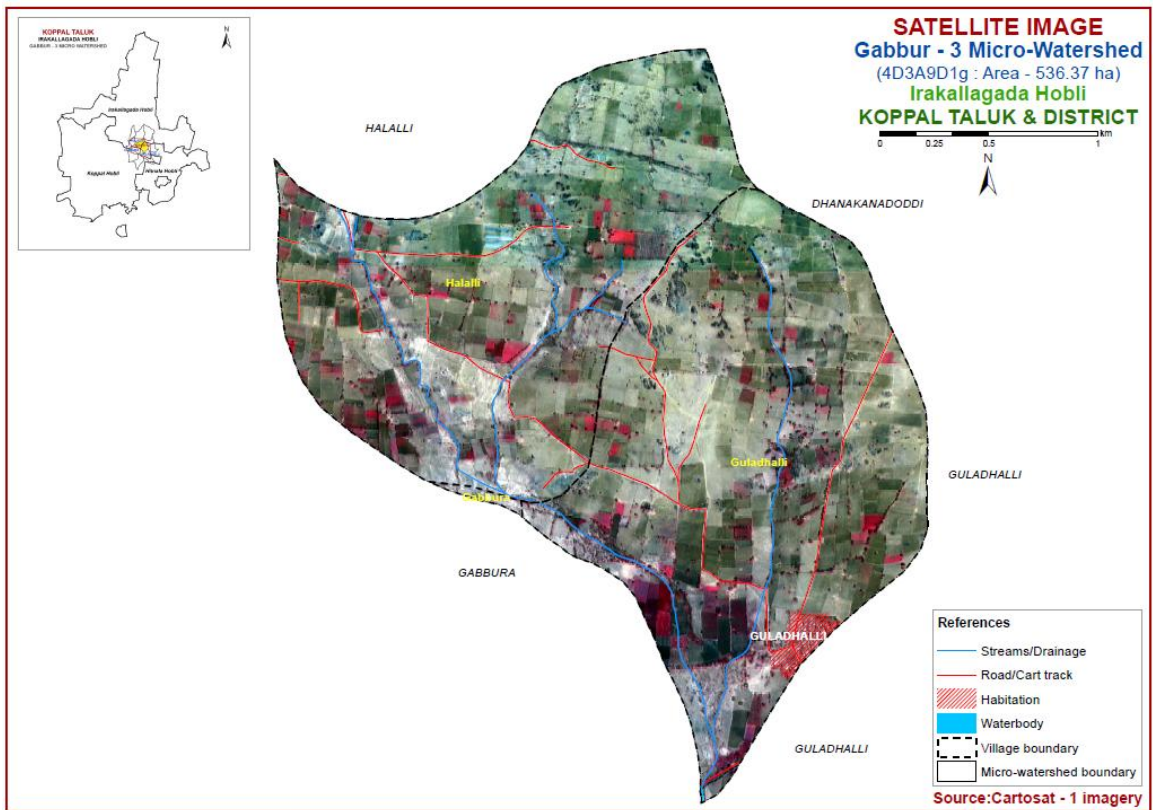 KOPPAL TALUK
IRAKALLAGADA HOBLI
GABBUR - 3 MICRO WATERSHED
N
Irakallagada Hobli
Koppal Hobli
Hitnala Hobli
SATELLITE IMAGE
Gabbur - 3 Micro-Watershed
(4D3A9D1g : Area - 536.37 ha)
Irakallagada Hobli
KOPPAL TALUK & DISTRICT
km
0 0.25 0.5 1
N
HALALLI
DHANAKANADODDI
Halalli
Guladhalli
GULADHALLI
Gabbura
GABBURA
GULADHALLI
GULADHALLI
References
Streams/Drainage
Road/Cart track
Habitation
Waterbody
Village boundary
Micro-watershed boundary
Source:Cartosat - 1 imagery